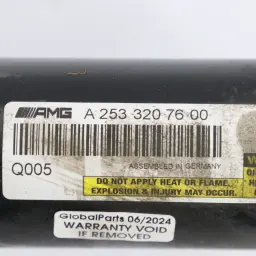 AMG A 253 320 76 00
ASSEMBLED IN GERMANY
Q005
DO NOT APPLY HEAT OR FLAME.
EXPLOSION & INJURY MAY OCCUR.
GlobalParts 06/2024
WARRANTY VOID
IF REMOVED